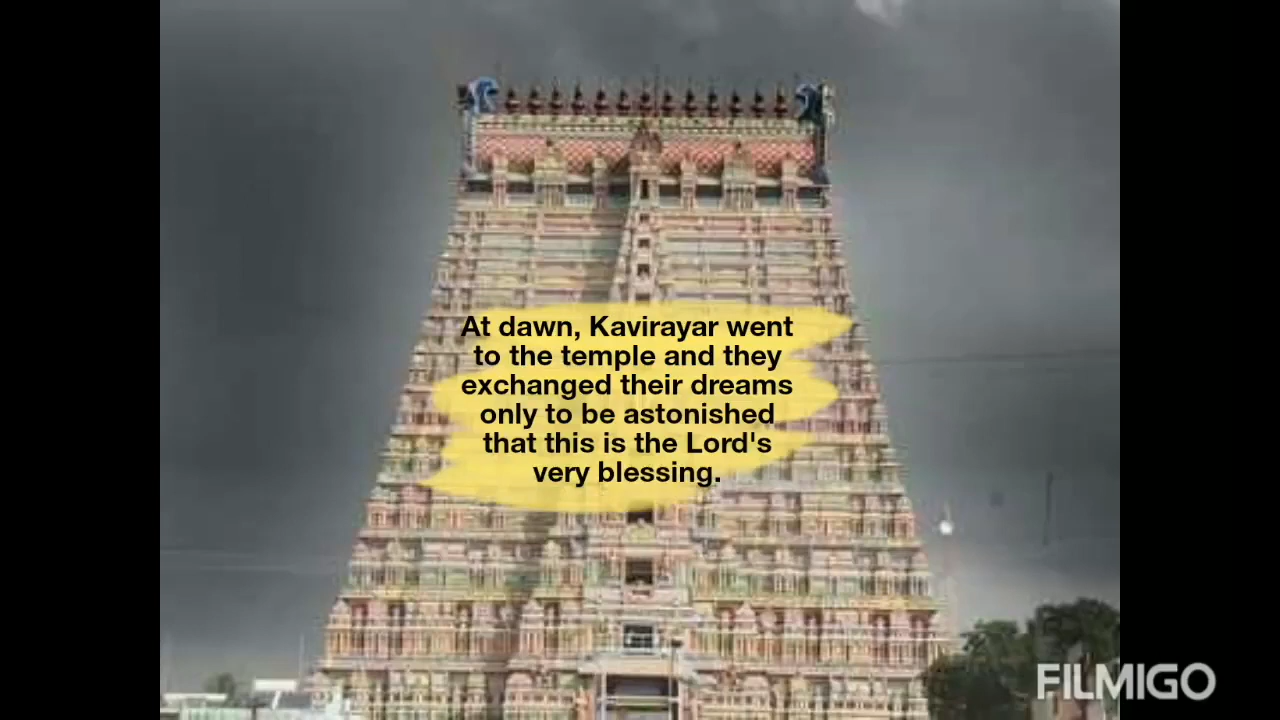 At dawn, Kavirayar went
to the temple and they
exchanged their dreams
only to be astonished
that this is the Lord's
very blessing.
FILMIGO